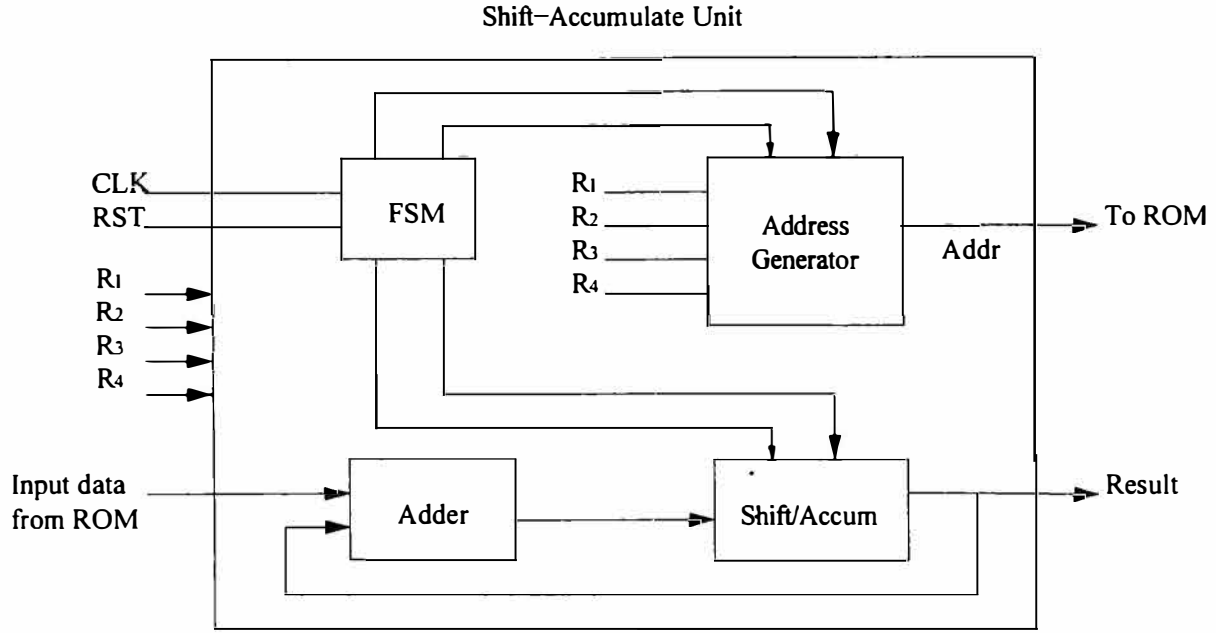 Shift-Accumulate Unit
CLK
RST
FSM
R1
R2
R3
R4
Address
Generator
Addr
To ROM
R1
R2
R3
R4
Input data
from ROM
Adder
Shift/Accum
Result